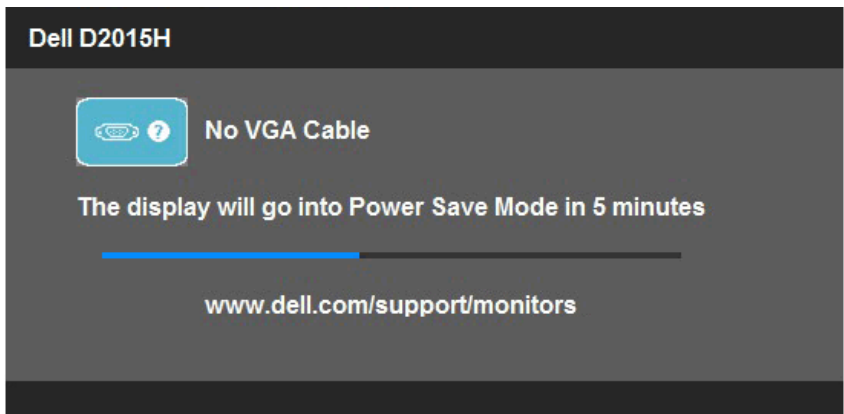 Dell D2015H
? No VGA Cable
The display will go into Power Save Mode in 5 minutes
www.dell.com/support/monitors